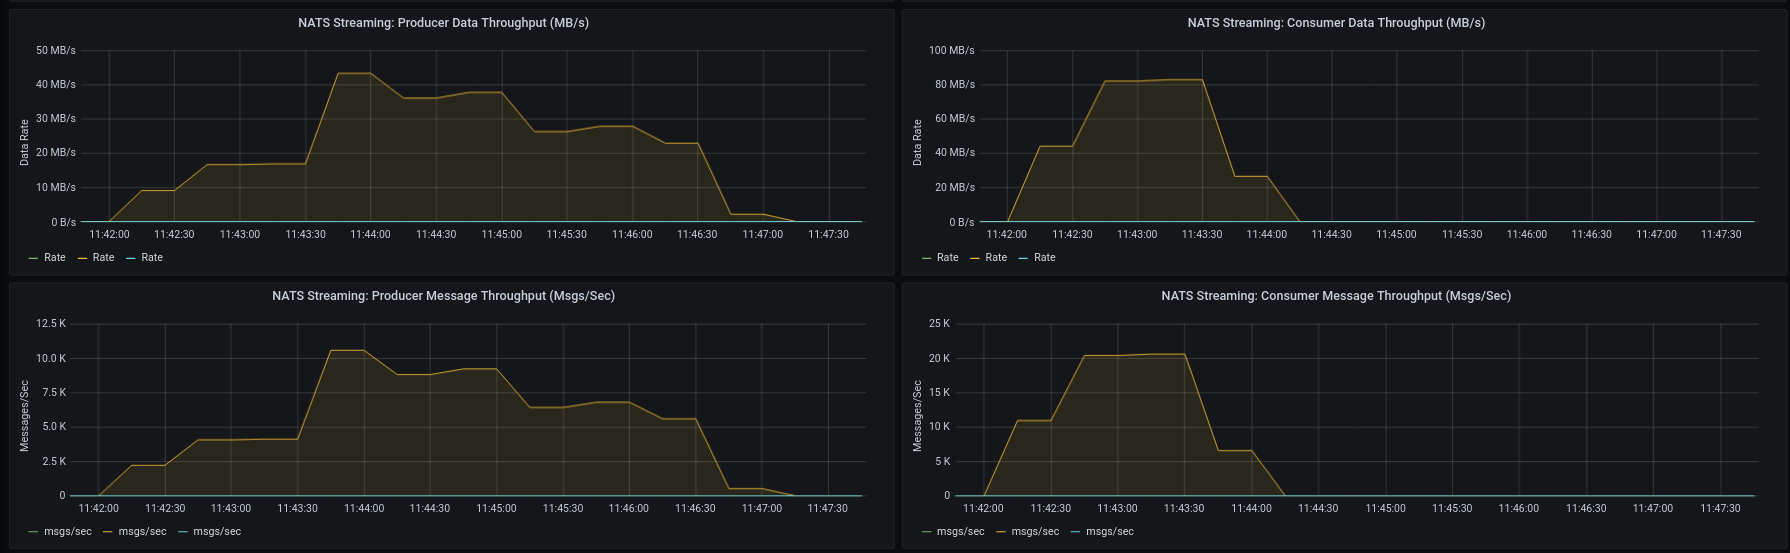 NATS Streaming: Producer Data Throughput (MB/s)
50 MB/s
40 MB/s
30 MB/s
20 MB/s
10 MB/s
0 B/s
Data Rate
11:42:00 11:42:30 11:43:00 11:43:30 11:44:00 11:44:30 11:45:00 11:45:30 11:46:00 11:46:30 11:47:00 11:47:30
Rate Rate Rate
NATS Streaming: Consumer Data Throughput (MB/s)
100 MB/s
80 MB/s
60 MB/s
40 MB/s
20 MB/s
0 B/s
Data Rate
11:42:00 11:42:30 11:43:00 11:43:30 11:44:00 11:44:30 11:45:00 11:45:30 11:46:00 11:46:30 11:47:00 11:47:30
Rate Rate Rate
NATS Streaming: Producer Message Throughput (Msgs/Sec)
12.5 K
10.0 K
7.5 K
5.0 K
2.5 K
0
Messages/Sec
11:42:00 11:42:30 11:43:00 11:43:30 11:44:00 11:44:30 11:45:00 11:45:30 11:46:00 11:46:30 11:47:00 11:47:30
msgs/sec msgs/sec msgs/sec
NATS Streaming: Consumer Message Throughput (Msgs/Sec)
25 K
20 K
15 K
10 K
5 K
0
Messages/Sec
11:42:00 11:42:30 11:43:00 11:43:30 11:44:00 11:44:30 11:45:00 11:45:30 11:46:00 11:46:30 11:47:00 11:47:30
msgs/sec msgs/sec msgs/sec